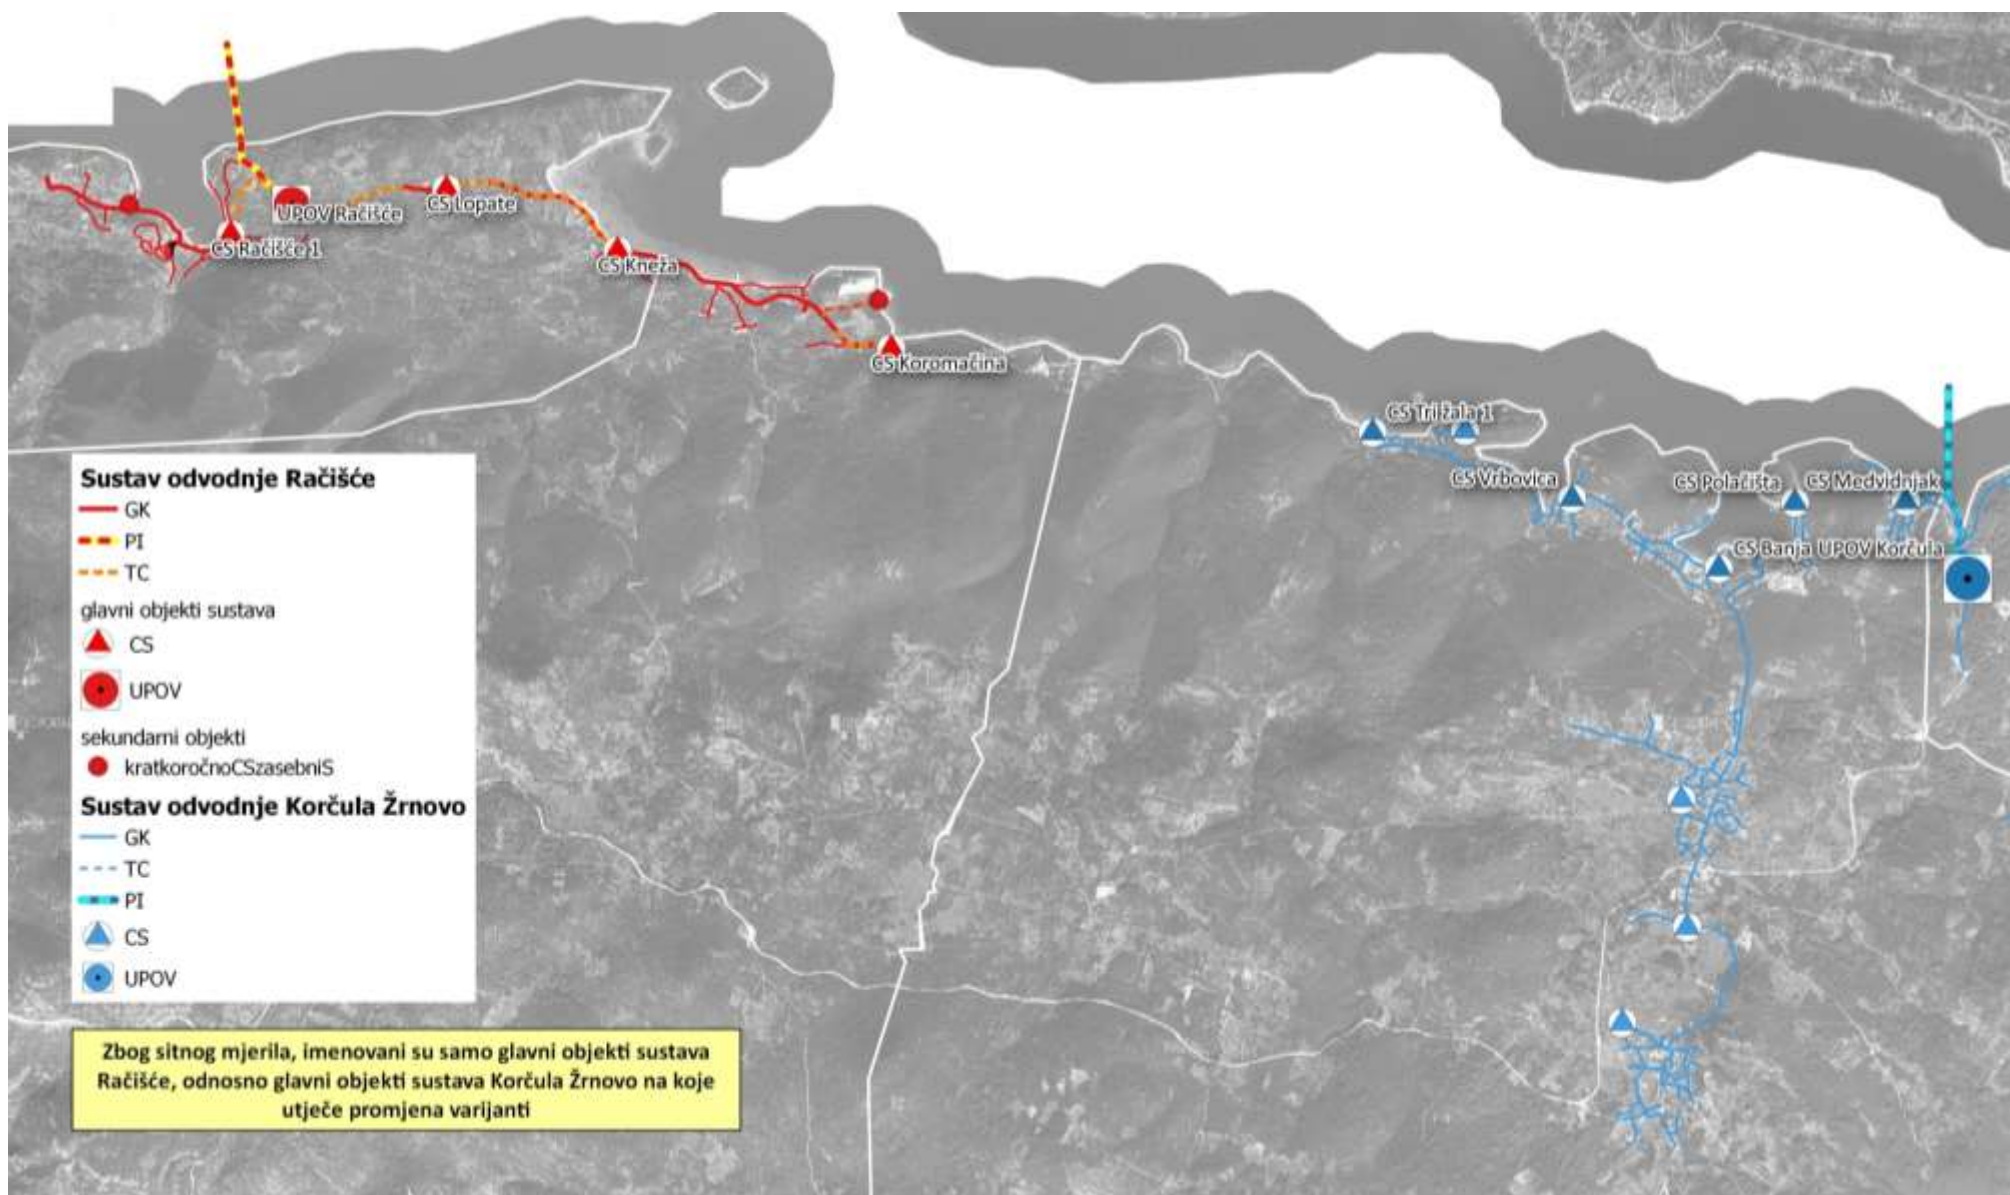 UPOV Račišće
CS Lopate
CS Račišće 1
CS Kneža
CS Koromačina
CS Tri žala 1
CS Vrbovica
CS Polačišta
CS Medvidnjak
CS Banja
UPOV Korčula
Sustav odvodnje Račišće
GK
PI
TC
glavni objekti sustava
CS
UPOV
sekundarni objekti
kratkoročnoCSzasebniS
Sustav odvodnje Korčula Žrnovo
GK
TC
PI
CS
UPOV
Zbog sitnog mjerila, imenovani su samo glavni objekti sustava
Račišće, odnosno glavni objekti sustava Korčula Žrnovo na koje
utječe promjena varijanti